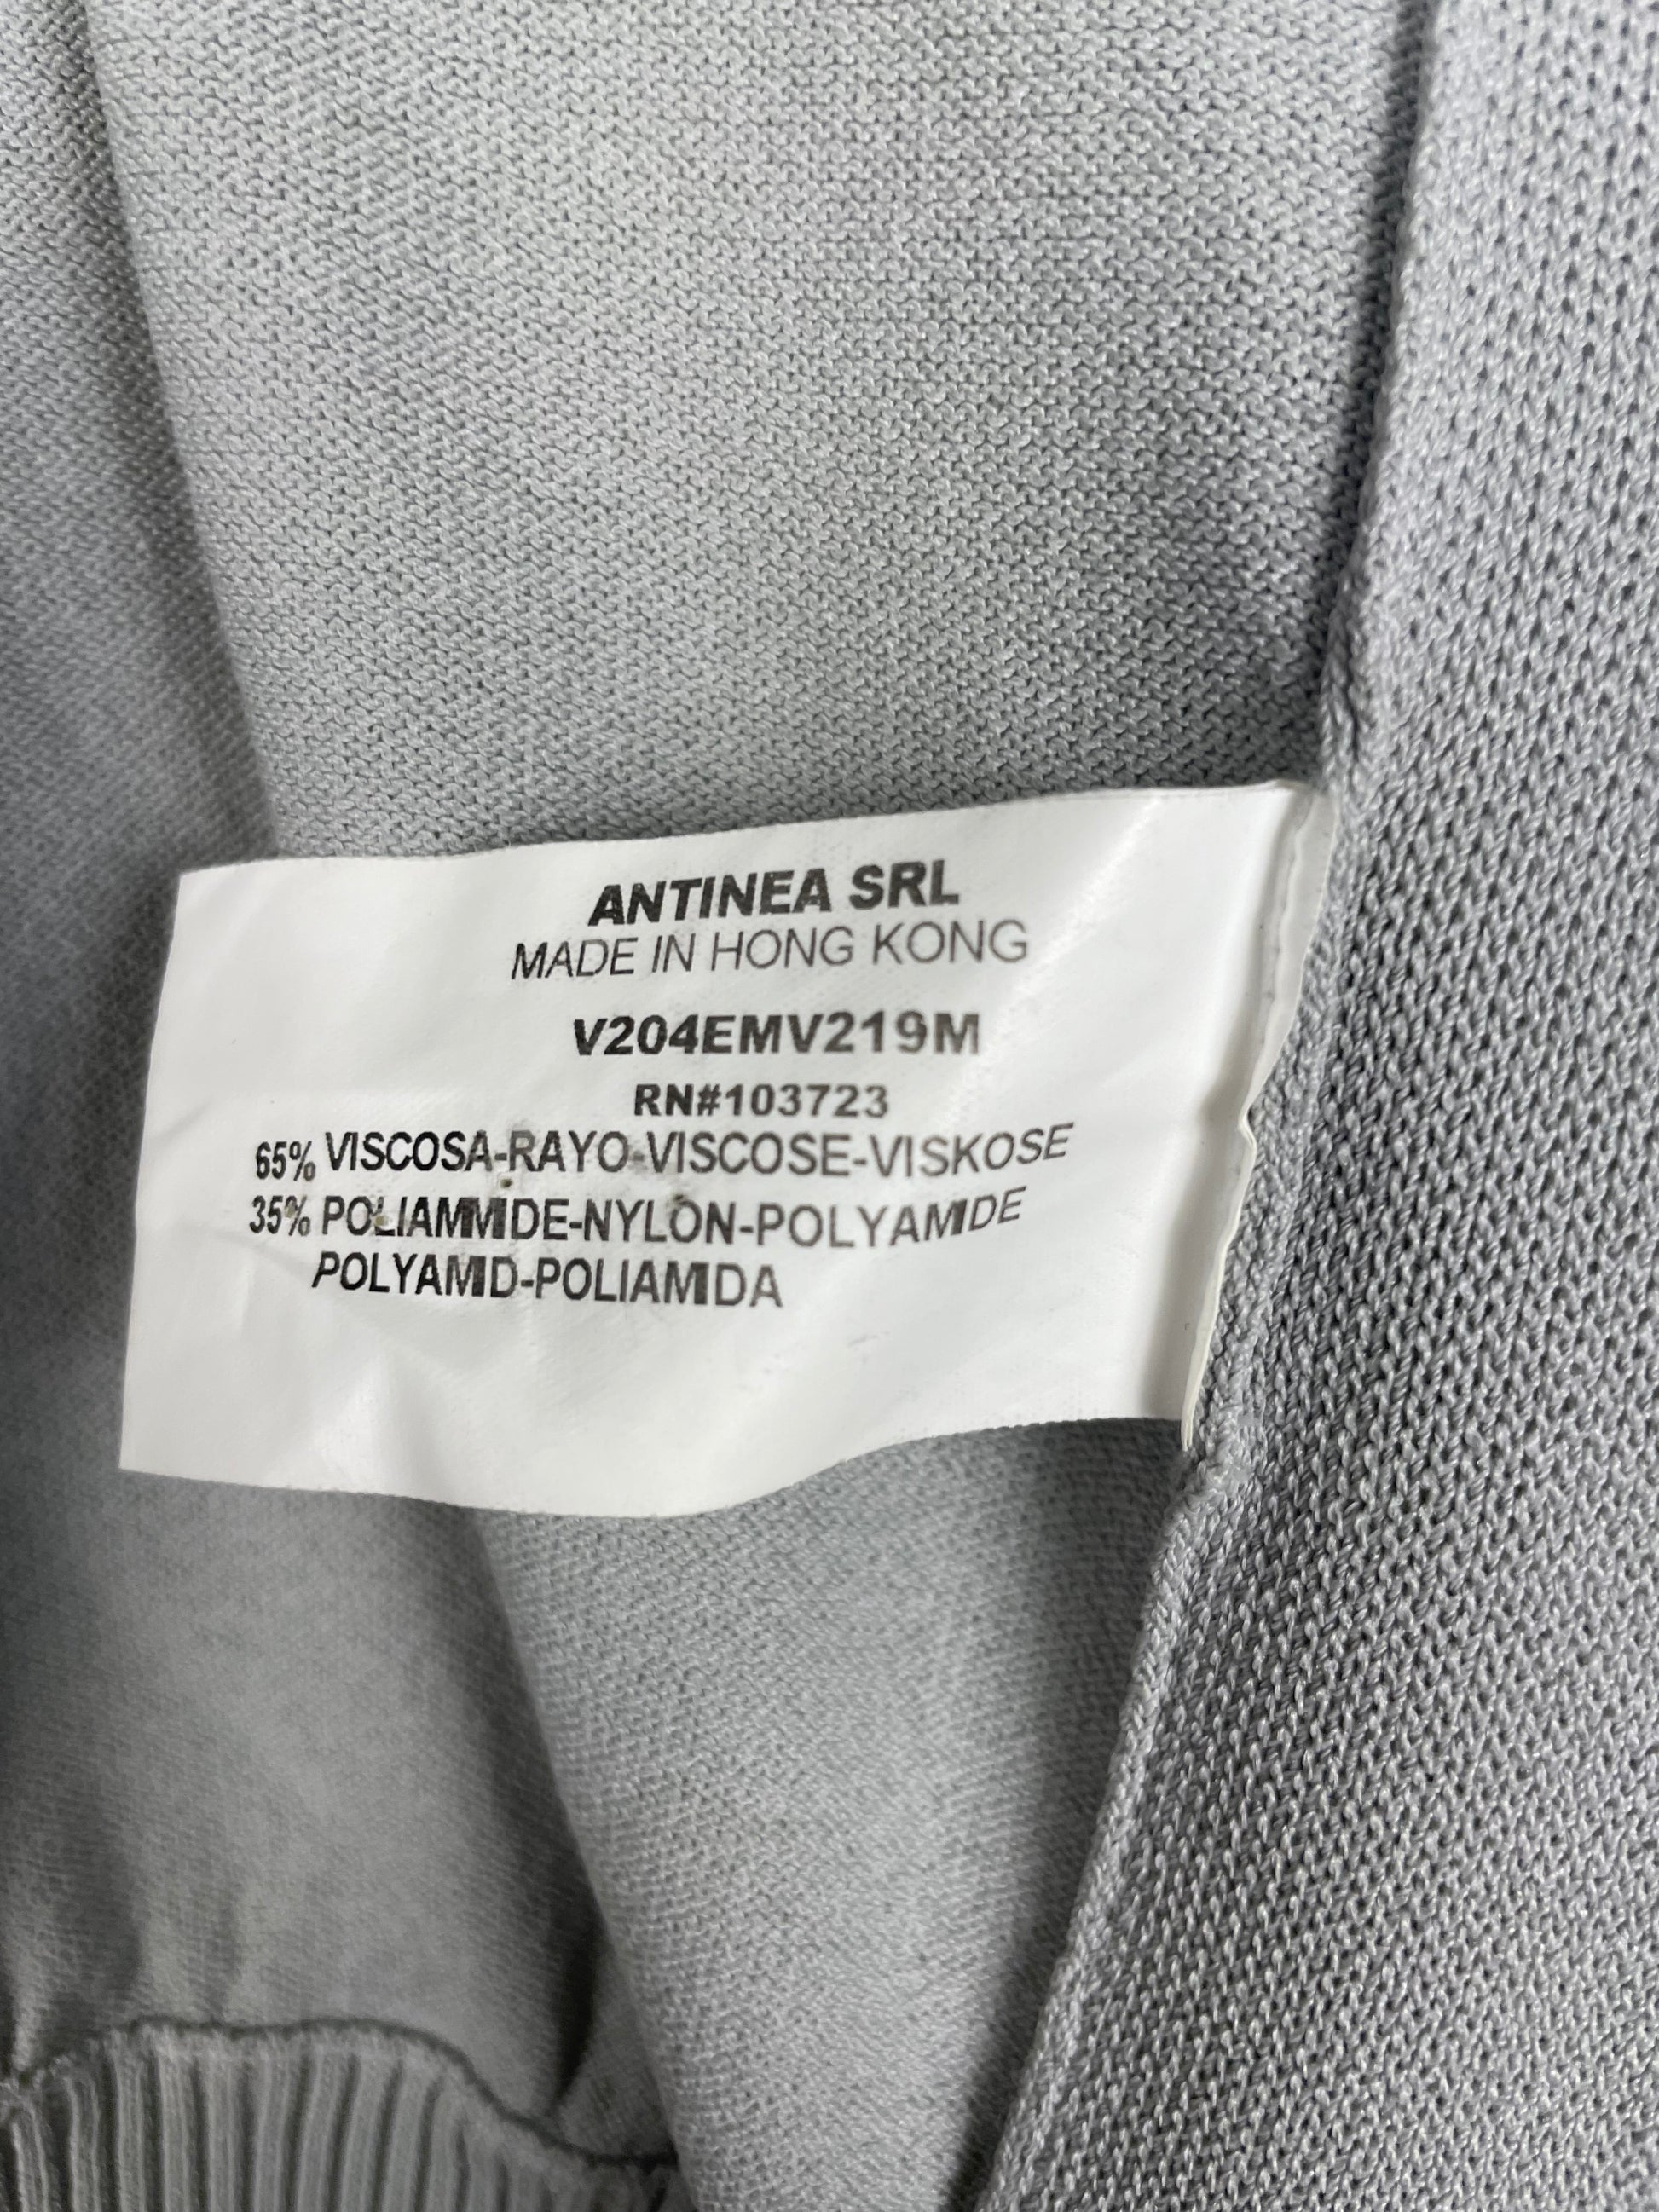 ANTINEA SRL
MADE IN HONG KONG
V204EMV219M
RN#103723
65% VISCOSA-RAYO-VISCOSE-VISKOSE
35% POLIAMMIDE-NYLON-POLYAMIDE
POLYAMID-POLIAMIDA